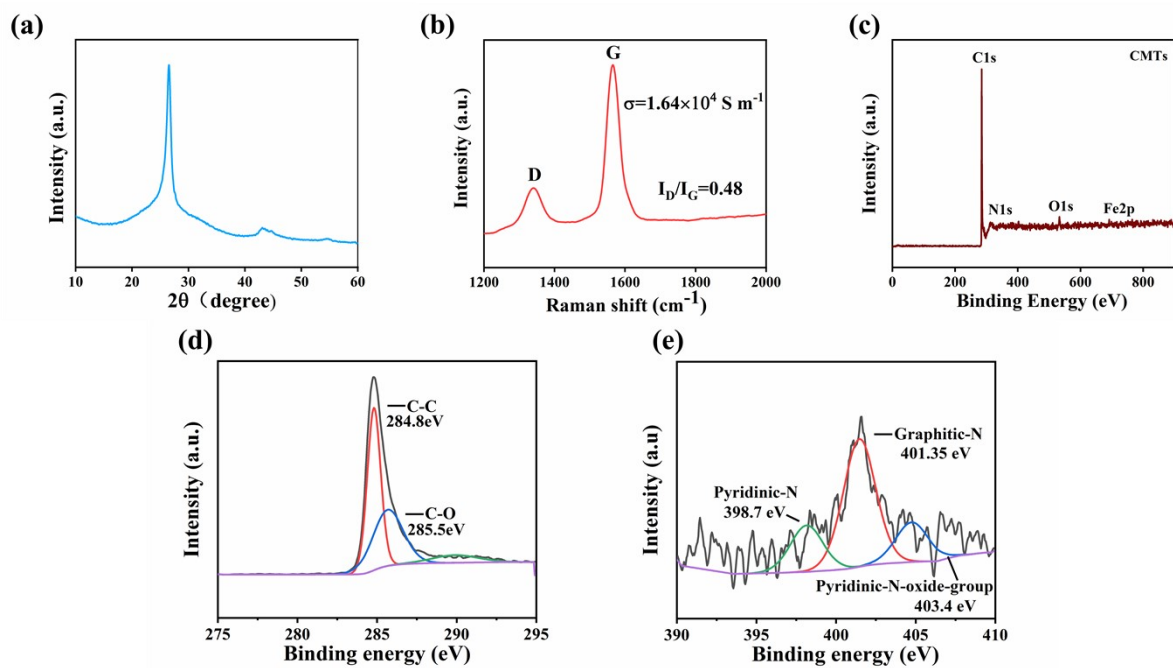 (a)
Intensity (a.u.)
10 20 30 40 50 60
2θ（degree）
(b)
G
σ=1.64×10⁴ S m⁻¹
D
I_D/I_G=0.48
Intensity (a.u.)
1200 1400 1600 1800 2000
Raman shift (cm⁻¹)
(c)
C1s
CMTs
N1s
O1s
Fe2p
Intensity (a.u.)
0 200 400 600 800
Binding Energy (eV)
(d)
C-C
284.8eV
C-O
285.5eV
Intensity (a.u.)
275 280 285 290 295
Binding energy (eV)
(e)
Graphitic-N
401.35 eV
Pyridinic-N
398.7 eV
Pyridinic-N-oxide-group
403.4 eV
Intensity (a.u)
390 395 400 405 410
Binding energy (eV)